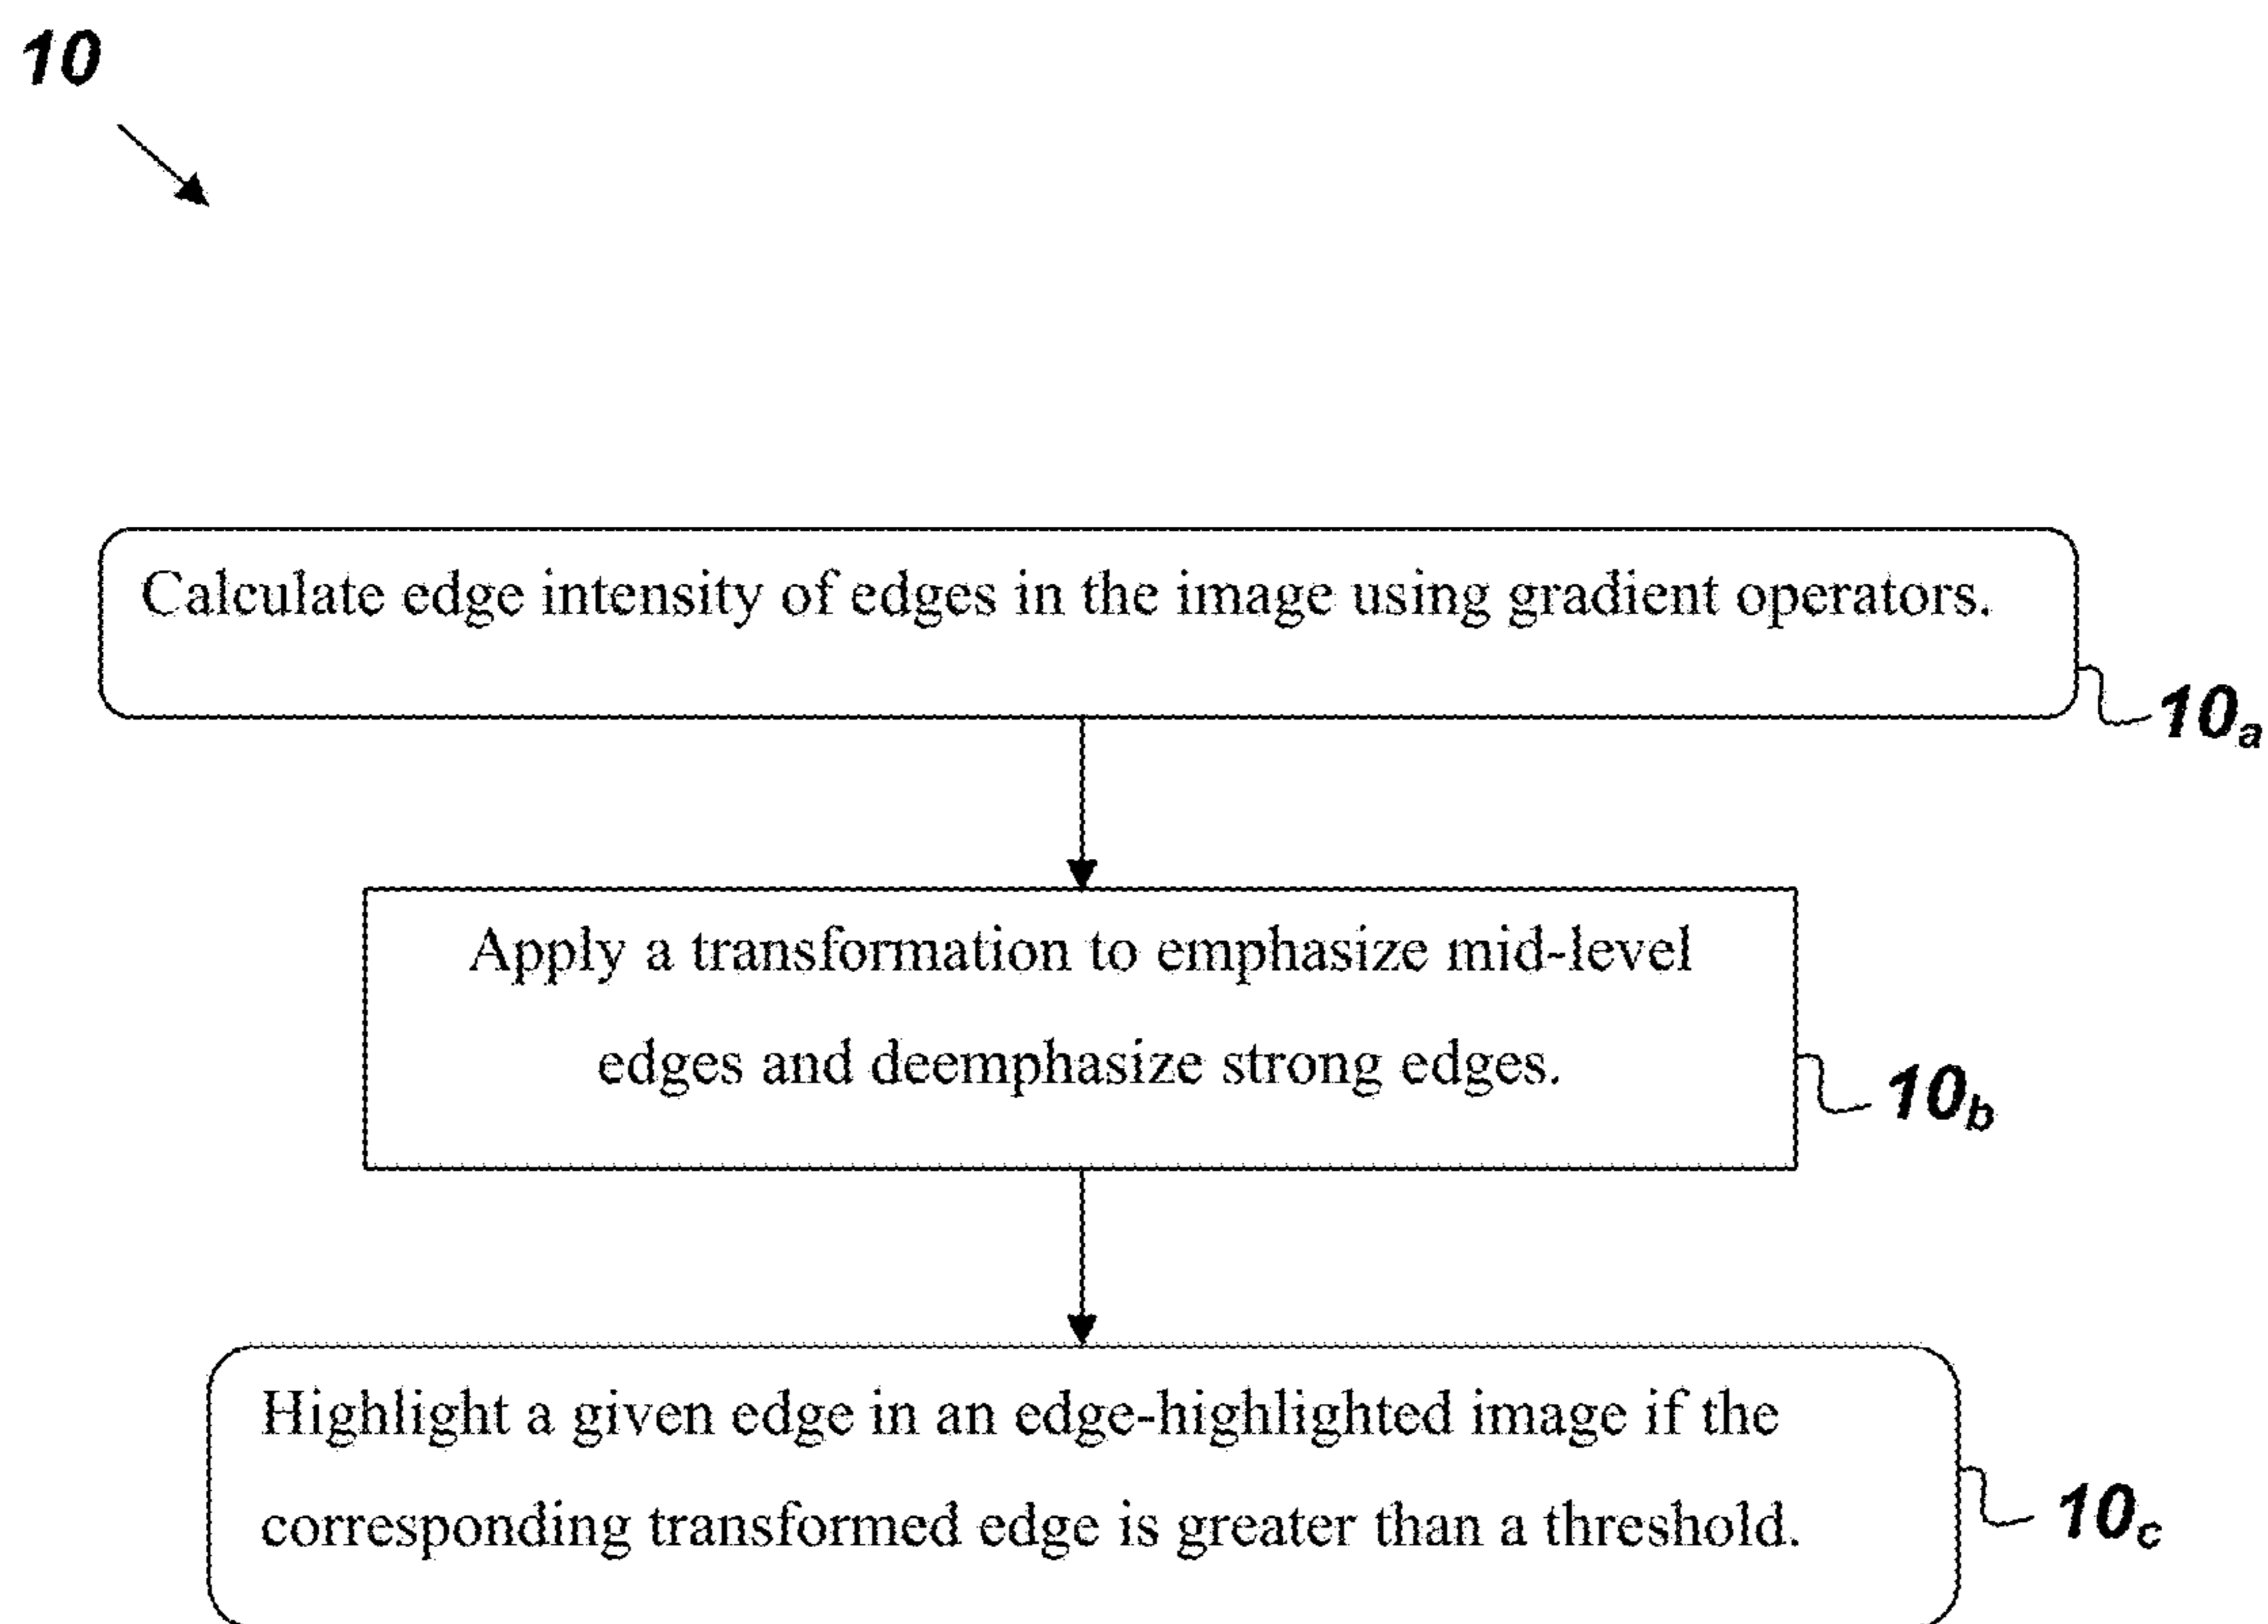 10
Calculate edge intensity of edges in the image using gradient operators.
10a
Apply a transformation to emphasize mid-level
edges and deemphasize strong edges.
10b
Highlight a given edge in an edge-highlighted image if the
corresponding transformed edge is greater than a threshold.
10c